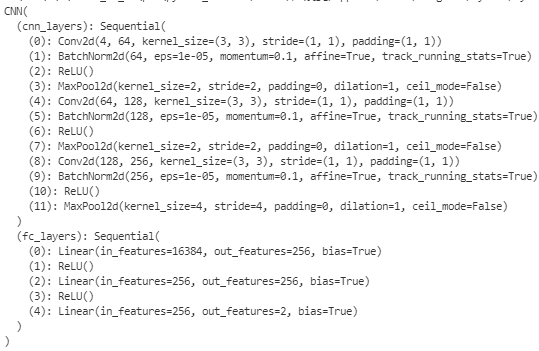 CNN(
  (cnn_layers): Sequential(
    (0): Conv2d(4, 64, kernel_size=(3, 3), stride=(1, 1), padding=(1, 1))
    (1): BatchNorm2d(64, eps=1e-05, momentum=0.1, affine=True, track_running_stats=True)
    (2): ReLU()
    (3): MaxPool2d(kernel_size=2, stride=2, padding=0, dilation=1, ceil_mode=False)
    (4): Conv2d(64, 128, kernel_size=(3, 3), stride=(1, 1), padding=(1, 1))
    (5): BatchNorm2d(128, eps=1e-05, momentum=0.1, affine=True, track_running_stats=True)
    (6): ReLU()
    (7): MaxPool2d(kernel_size=2, stride=2, padding=0, dilation=1, ceil_mode=False)
    (8): Conv2d(128, 256, kernel_size=(3, 3), stride=(1, 1), padding=(1, 1))
    (9): BatchNorm2d(256, eps=1e-05, momentum=0.1, affine=True, track_running_stats=True)
    (10): ReLU()
    (11): MaxPool2d(kernel_size=4, stride=4, padding=0, dilation=1, ceil_mode=False)
  )
  (fc_layers): Sequential(
    (0): Linear(in_features=16384, out_features=256, bias=True)
    (1): ReLU()
    (2): Linear(in_features=256, out_features=256, bias=True)
    (3): ReLU()
    (4): Linear(in_features=256, out_features=2, bias=True)
  )
)